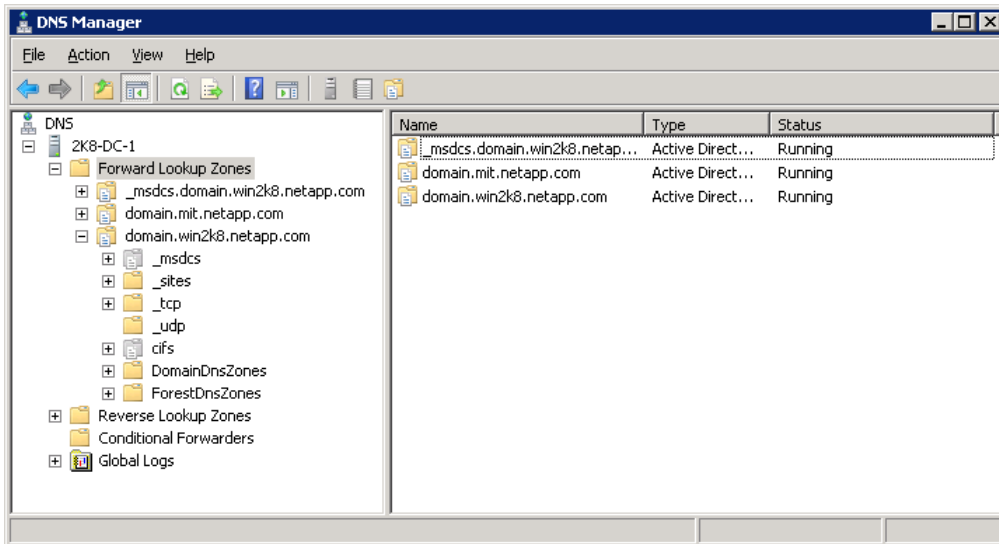 DNS Manager
File Action View Help
DNS
2K8-DC-1
Forward Lookup Zones
_msdcs.domain.win2k8.netapp.com
domain.mit.netapp.com
domain.win2k8.netapp.com
_msdcs
_sites
_tcp
_udp
cifs
DomainDnsZones
ForestDnsZones
Reverse Lookup Zones
Conditional Forwarders
Global Logs
Name Type Status
_msdcs.domain.win2k8.netap... Active Direct... Running
domain.mit.netapp.com Active Direct... Running
domain.win2k8.netapp.com Active Direct... Running